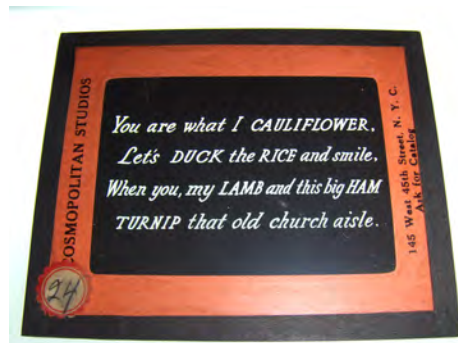 COSMOPOLITAN STUDIOS
You are what I CAULIFLOWER,
Let's DUCK the RICE and smile,
When you, my LAMB and this big HAM
TURNIP that old church aisle.
145 West 45th Street, N. Y. C.
Ask for Catalog
24